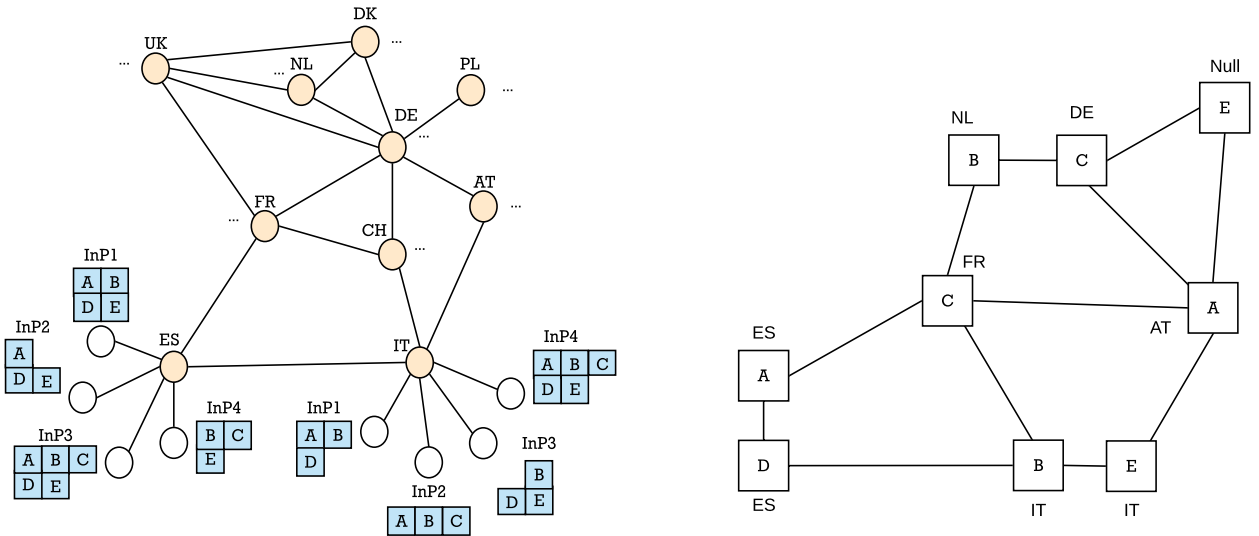 DK
...
UK
...
NL
...
PL
...
DE
...
AT
...
FR
...
CH
...
InP1
A B
D E
InP2
A
D E
ES
InP3
A B C
D E
InP4
B C
E
IT
InP1
A B
D
InP2
A B C
InP3
B
D E
InP4
A B C
D E
Null
E
NL
B
DE
C
FR
C
AT
A
ES
A
D
ES
B
IT
E
IT